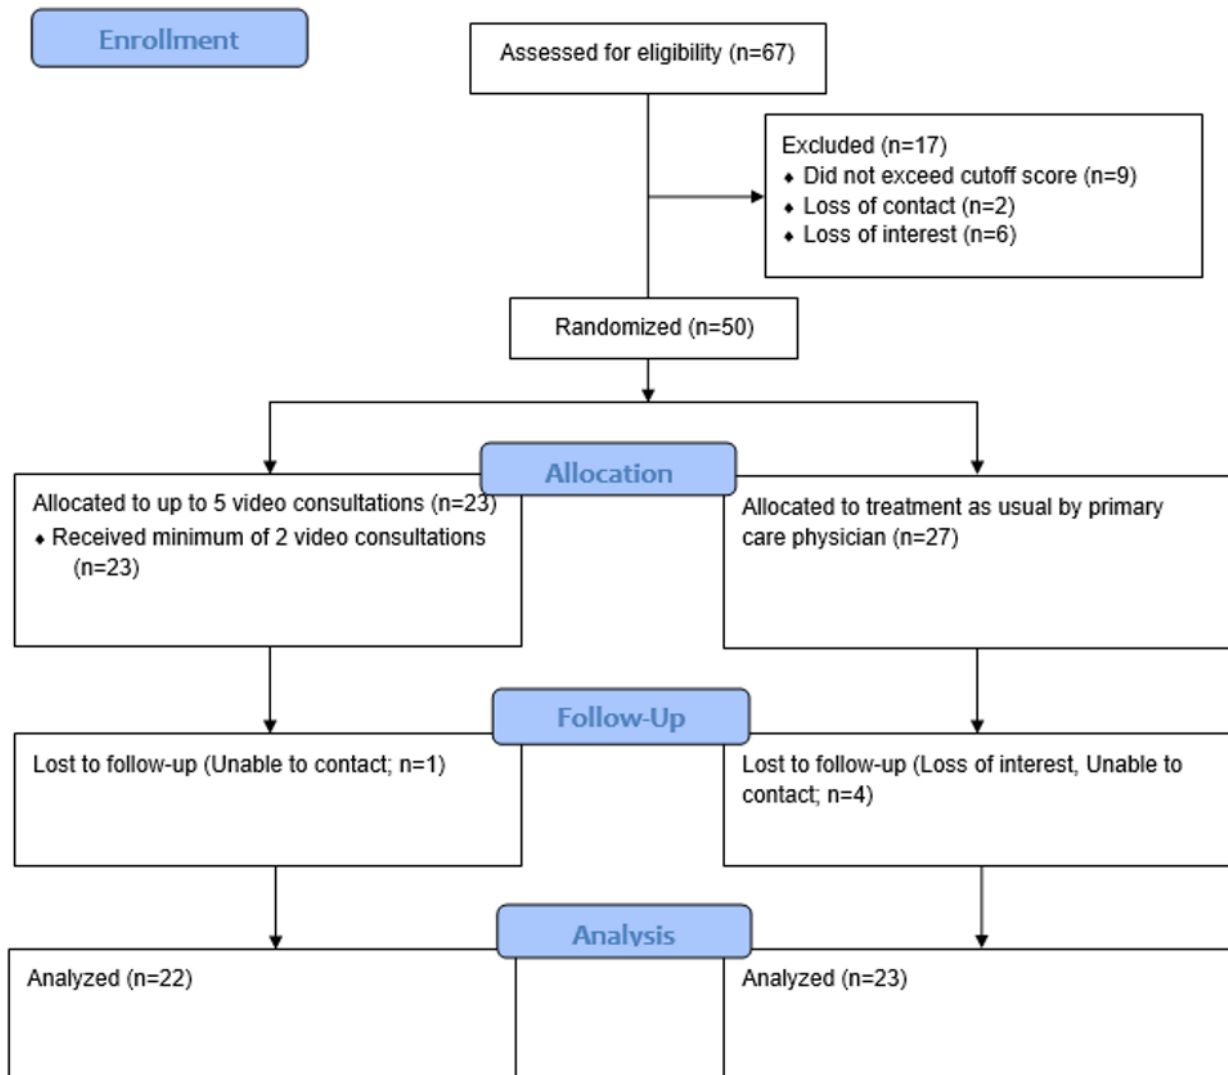 Enrollment
Assessed for eligibility (n=67)
Excluded (n=17)
⬧ Did not exceed cutoff score (n=9)
⬧ Loss of contact (n=2)
⬧ Loss of interest (n=6)
Randomized (n=50)
Allocation
Allocated to up to 5 video consultations (n=23)
⬧ Received minimum of 2 video consultations
(n=23)
Allocated to treatment as usual by primary
care physician (n=27)
Follow-Up
Lost to follow-up (Unable to contact; n=1)
Lost to follow-up (Loss of interest, Unable to
contact; n=4)
Analysis
Analyzed (n=22)
Analyzed (n=23)